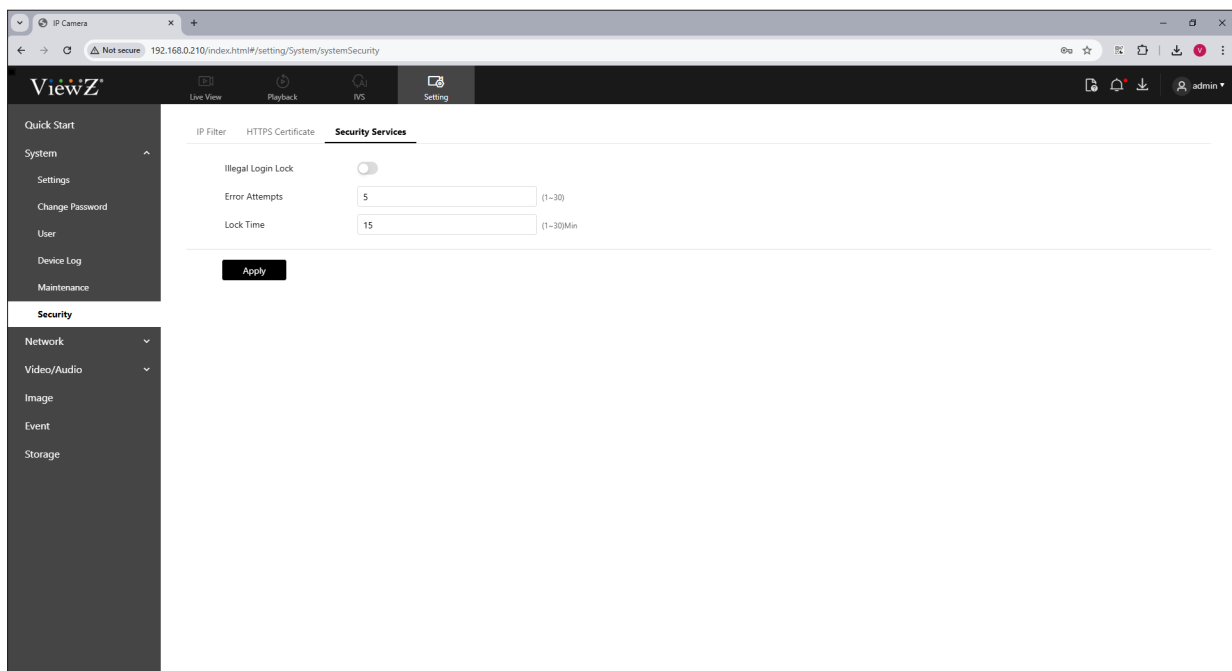 IP Camera
Not secure 192.168.0.210/index.html#/setting/System/systemSecurity
V
ViewZ
Live View
Playback
IVS
Setting
admin
Quick Start
System
Settings
Change Password
User
Device Log
Maintenance
Security
Network
Video/Audio
Image
Event
Storage
IP Filter HTTPS Certificate Security Services
Illegal Login Lock
Error Attempts 5 (1~30)
Lock Time 15 (1~30)Min
Apply